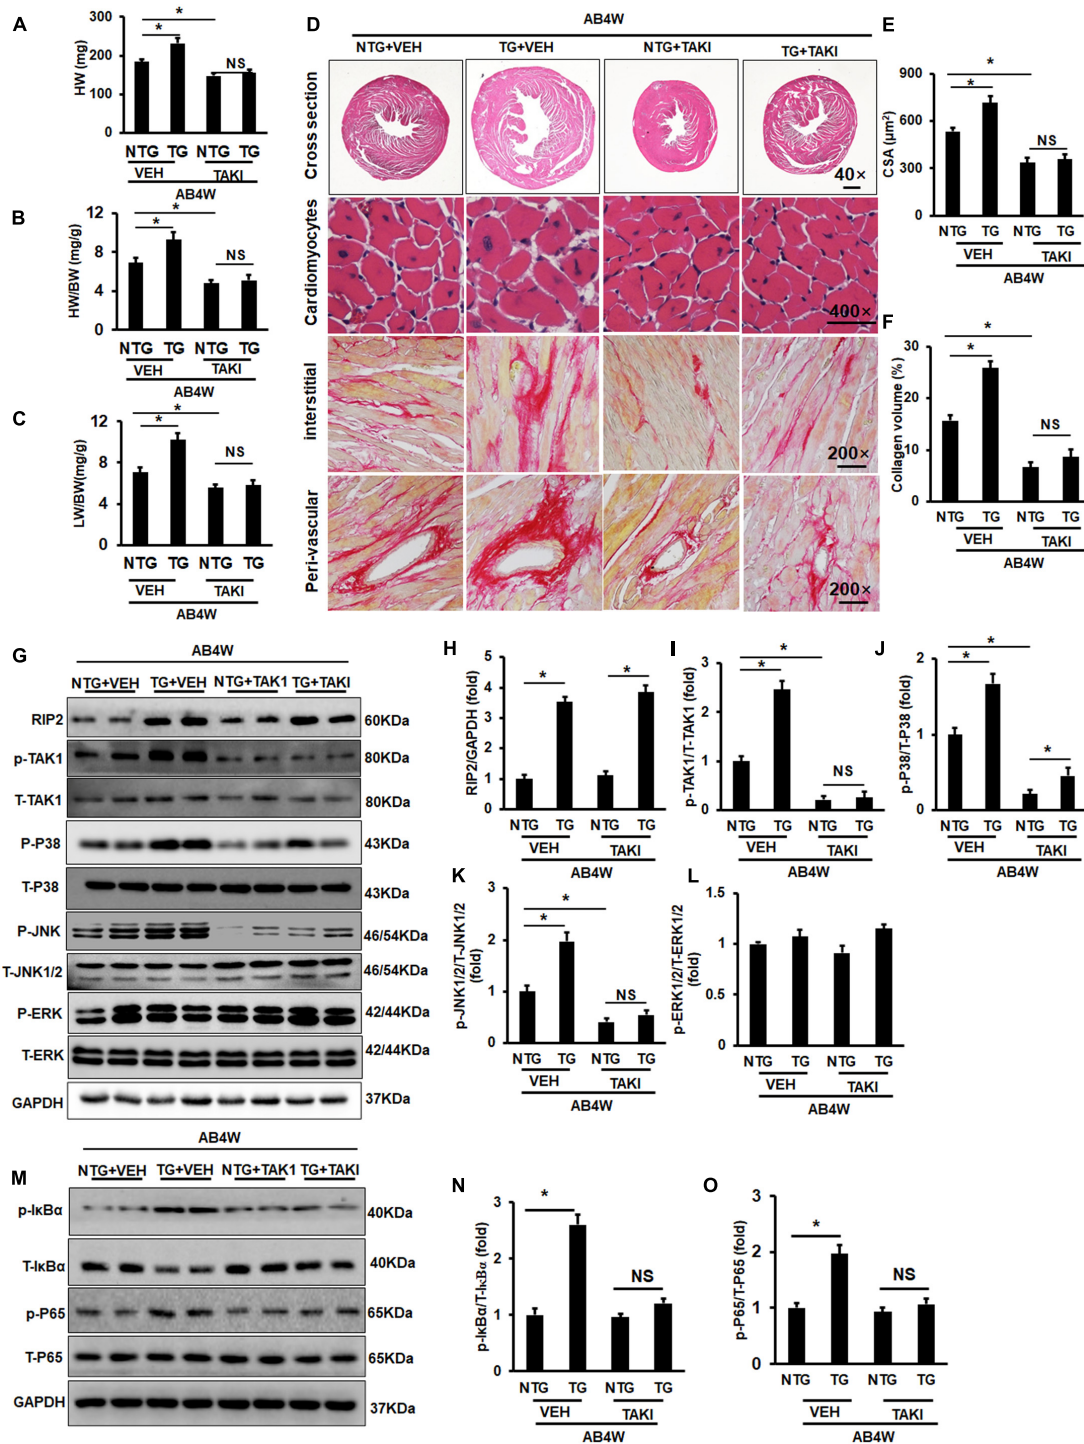 A
HW (mg)
300
200
100
0
*
*
NS
NTG TG NTG TG
VEH TAKI
AB4W
B
HW/BW (mg/g)
12
8
4
0
*
*
NS
NTG TG NTG TG
VEH TAKI
AB4W
C
LW/BW(mg/g)
12
9
6
3
0
*
*
NS
NTG TG NTG TG
VEH TAKI
AB4W
D
AB4W
NTG+VEH TG+VEH NTG+TAKI TG+TAKI
Cross section
40×
Cardiomyocytes
400×
interstitial
200×
Peri-vascular
200×
E
CSA (μm²)
900
600
300
0
*
*
NS
NTG TG NTG TG
VEH TAKI
AB4W
F
Collagen volume (%)
30
20
10
0
*
*
NS
NTG TG NTG TG
VEH TAKI
AB4W
G
AB4W
NTG+VEH TG+VEH NTG+TAK1 TG+TAKI
RIP2 60KDa
p-TAK1 80KDa
T-TAK1 80KDa
P-P38 43KDa
T-P38 43KDa
P-JNK 46/54KDa
T-JNK1/2 46/54KDa
P-ERK 42/44KDa
T-ERK 42/44KDa
GAPDH 37KDa
H
RIP2/GAPDH (fold)
5
4
3
2
1
0
*
*
NTG TG NTG TG
VEH TAKI
AB4W
I
p-TAK1/T-TAK1 (fold)
3
2
1
0
*
*
NS
NTG TG NTG TG
VEH TAKI
AB4W
J
p-P38/T-P38 (fold)
2
1
0
*
*
*
NTG TG NTG TG
VEH TAKI
AB4W
K
p-JNK1/2/T-JNK1/2
(fold)
3
2
1
0
*
*
NS
NTG TG NTG TG
VEH TAKI
AB4W
L
p-ERK1/2/T-ERK1/2
(fold)
1.5
1
0.5
0
NTG TG NTG TG
VEH TAKI
AB4W
M
AB4W
NTG+VEH TG+VEH NTG+TAK1 TG+TAKI
p-IκBα 40KDa
T-IκBα 40KDa
p-P65 65KDa
T-P65 65KDa
GAPDH 37KDa
N
p-IκBα/T-IκBα (fold)
3
2
1
0
*
NS
NTG TG NTG TG
VEH TAKI
AB4W
O
p-P65/T-P65 (fold)
3
2
1
0
*
NS
NTG TG NTG TG
VEH TAKI
AB4W